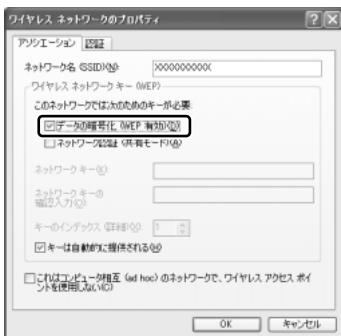 ワイヤレス ネットワークのプロパティ
アソシエーション 認証
ネットワーク名 (SSID)(N): XXXXXXXXXX
ワイヤレス ネットワーク キー (WEP)
このネットワークでは次のためのキーが必要:
データの暗号化 (WEP 有効)(D)
ネットワーク認証 (共有モード)(A)
ネットワーク キー(K):
ネットワーク キーの
確認入力(O):
キーのインデックス (詳細)(X): 1
キーは自動的に提供される(H)
これはコンピュータ相互 (ad hoc) のネットワークで、ワイヤレス アクセス ポイ
ントを使用しない(C)
OK キャンセル